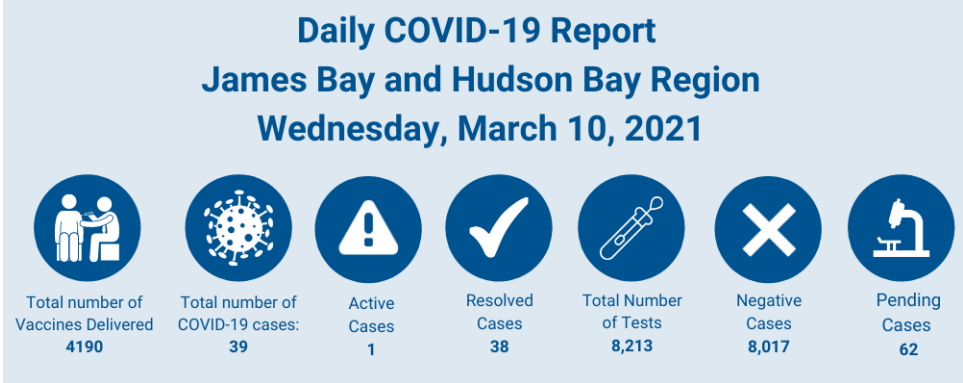 Daily COVID-19 Report
James Bay and Hudson Bay Region
Wednesday, March 10, 2021
Total number of
Vaccines Delivered
4190
Total number of
COVID-19 cases:
39
Active
Cases
1
Resolved
Cases
38
Total Number
of Tests
8,213
Negative
Cases
8,017
Pending
Cases
62